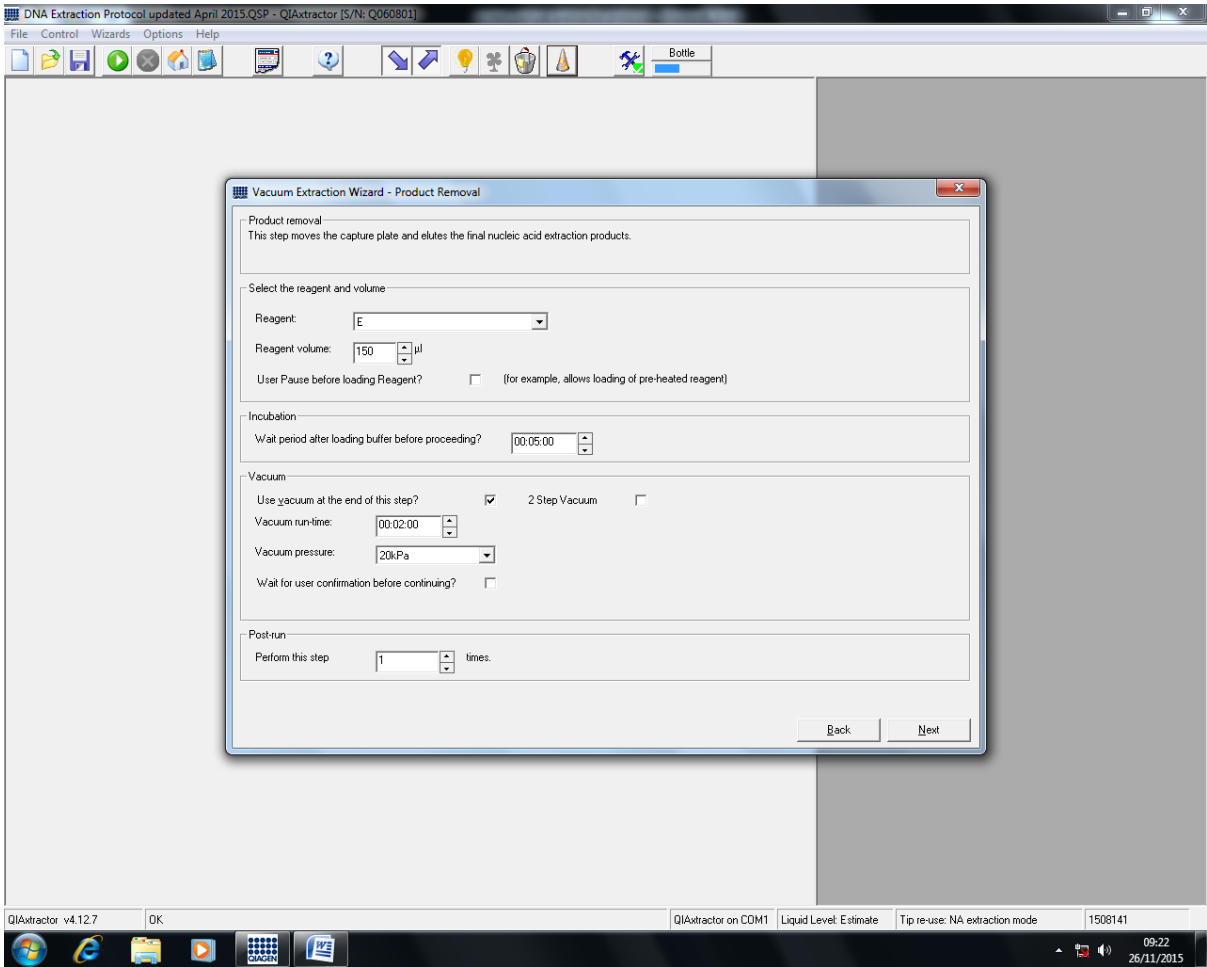 DNA Extraction Protocol updated April 2015.QSP - QIAxtractor [S/N: Q060801]
File Control Wizards Options Help
Bottle
Vacuum Extraction Wizard - Product Removal
Product removal
This step moves the capture plate and elutes the final nucleic acid extraction products.
Select the reagent and volume
Reagent: E
Reagent volume: 150 µl
User Pause before loading Reagent? (for example, allows loading of pre-heated reagent)
Incubation
Wait period after loading buffer before proceeding? 00:05:00
Vacuum
Use vacuum at the end of this step? 2 Step Vacuum
Vacuum run-time: 00:02:00
Vacuum pressure: 20kPa
Wait for user confirmation before continuing?
Post-run
Perform this step 1 times.
Back Next
QIAxtractor v4.12.7 OK QIAxtractor on COM1 Liquid Level: Estimate Tip re-use: NA extraction mode 1508141
QIAGEN
09:22
26/11/2015